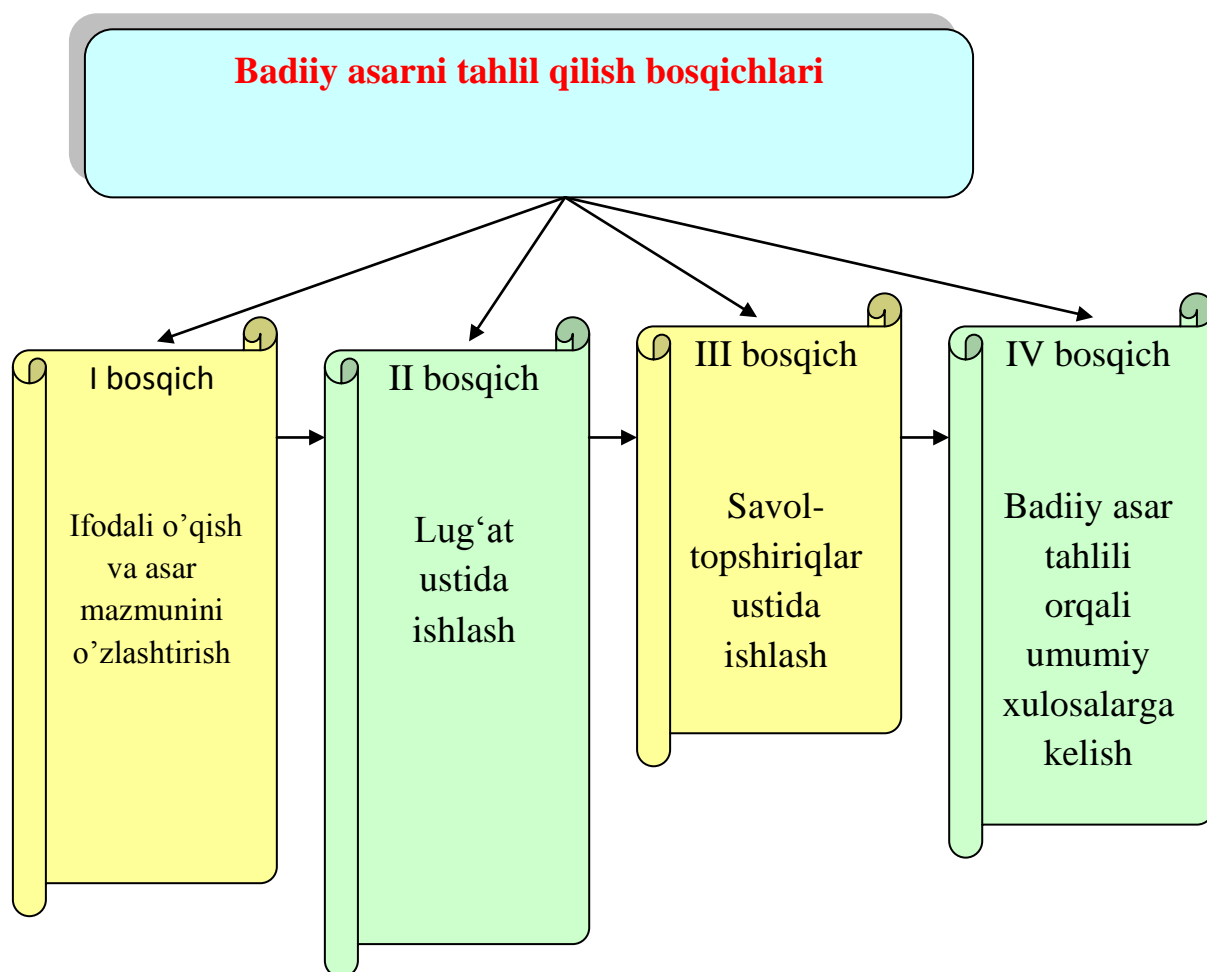 Badiiy asarni tahlil qilish bosqichlari
I bosqich
Ifodali o’qish
va asar
mazmunini
o’zlashtirish
II bosqich
Lug‘at
ustida
ishlash
III bosqich
Savol-
topshiriqlar
ustida
ishlash
IV bosqich
Badiiy asar
tahlili
orqali
umumiy
xulosalarga
kelish